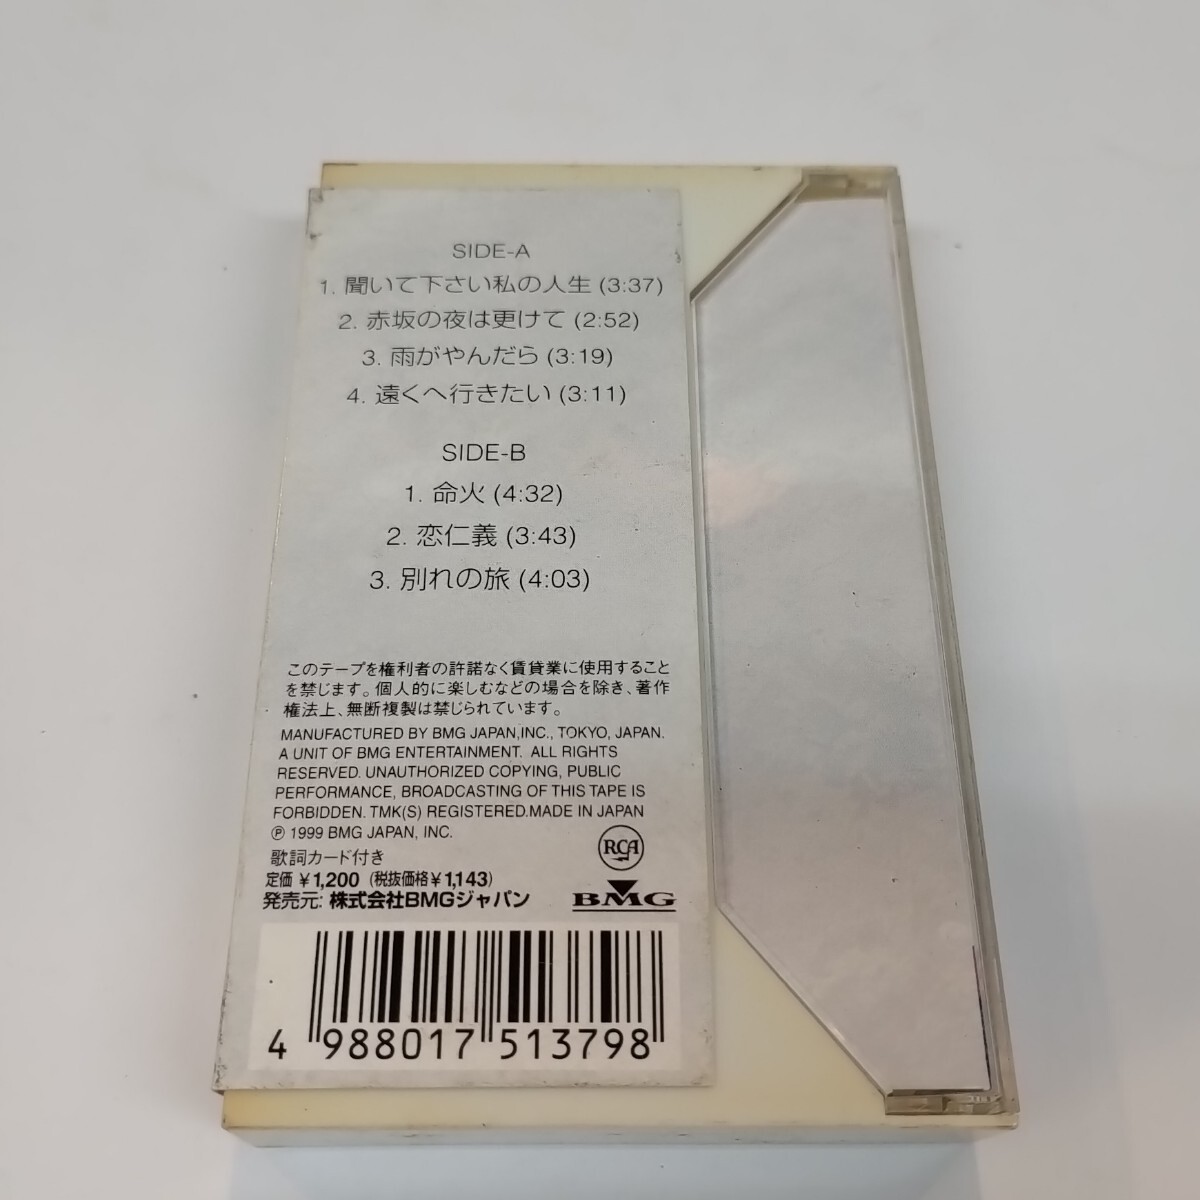 SIDE-A
1. 聞いて下さい私の人生 (3:37)
2. 赤坂の夜は更けて (2:52)
3. 雨がやんだら (3:19)
4. 遠くへ行きたい (3:11)
SIDE-B
1. 命火 (4:32)
2. 恋仁義 (3:43)
3. 別れの旅 (4:03)
このテープを権利者の許諾なく賃貸業に使用すること
を禁じます。個人的に楽しむなどの場合を除き、著作
権法上、無断複製は禁じられています。
MANUFACTURED BY BMG JAPAN,INC., TOKYO, JAPAN.
A UNIT OF BMG ENTERTAINMENT. ALL RIGHTS
RESERVED. UNAUTHORIZED COPYING, PUBLIC
PERFORMANCE, BROADCASTING OF THIS TAPE IS
FORBIDDEN. TMK(S) REGISTERED.MADE IN JAPAN
℗ 1999 BMG JAPAN, INC.
歌詞カード付き
定価 ¥1,200 (税抜価格¥1,143)
発売元: 株式会社BMGジャパン
RCA
BMG
4 988017 513798